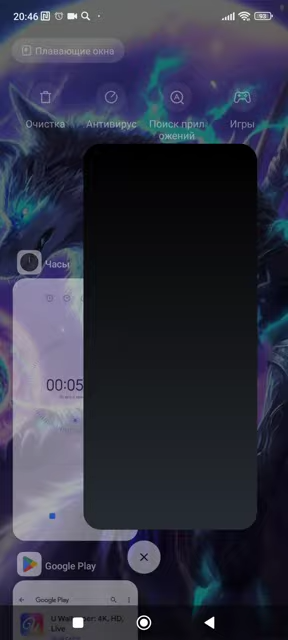 20:46
Плавающие окна
Очистка
Антивирус
Поиск прил
ожений
Игры
Часы
00:05
Google Play
Google Play
U Wallpaper: 4K, HD,
Live